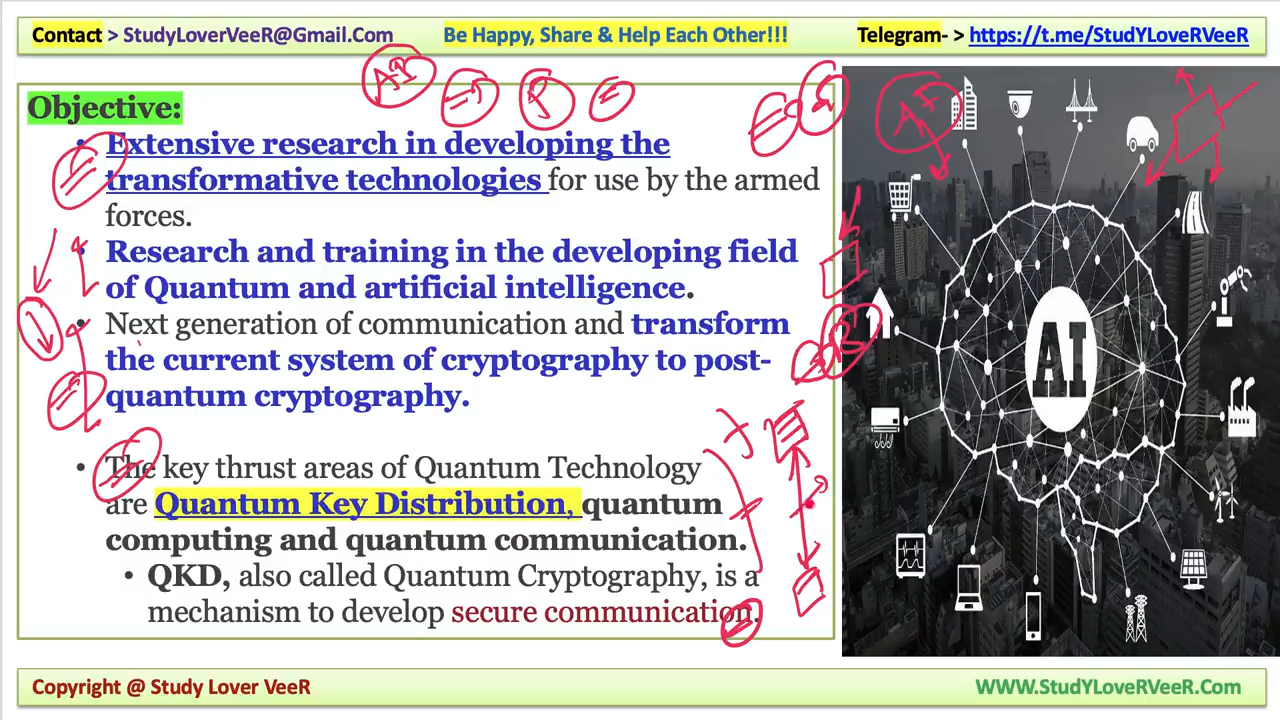 Contact > StudyLoverVeeR@Gmail.Com
Be Happy, Share & Help Each Other!!!
Telegram- > https://t.me/StudYLoveRVeeR
Objective:
• Extensive research in developing the
transformative technologies for use by the armed
forces.
• Research and training in the developing field
of Quantum and artificial intelligence.
• Next generation of communication and transform
the current system of cryptography to post-
quantum cryptography.
• The key thrust areas of Quantum Technology
are Quantum Key Distribution, quantum
computing and quantum communication.
• QKD, also called Quantum Cryptography, is a
mechanism to develop secure communication.
AI
Copyright @ Study Lover VeeR
WWW.StudYLoveRVeeR.Com